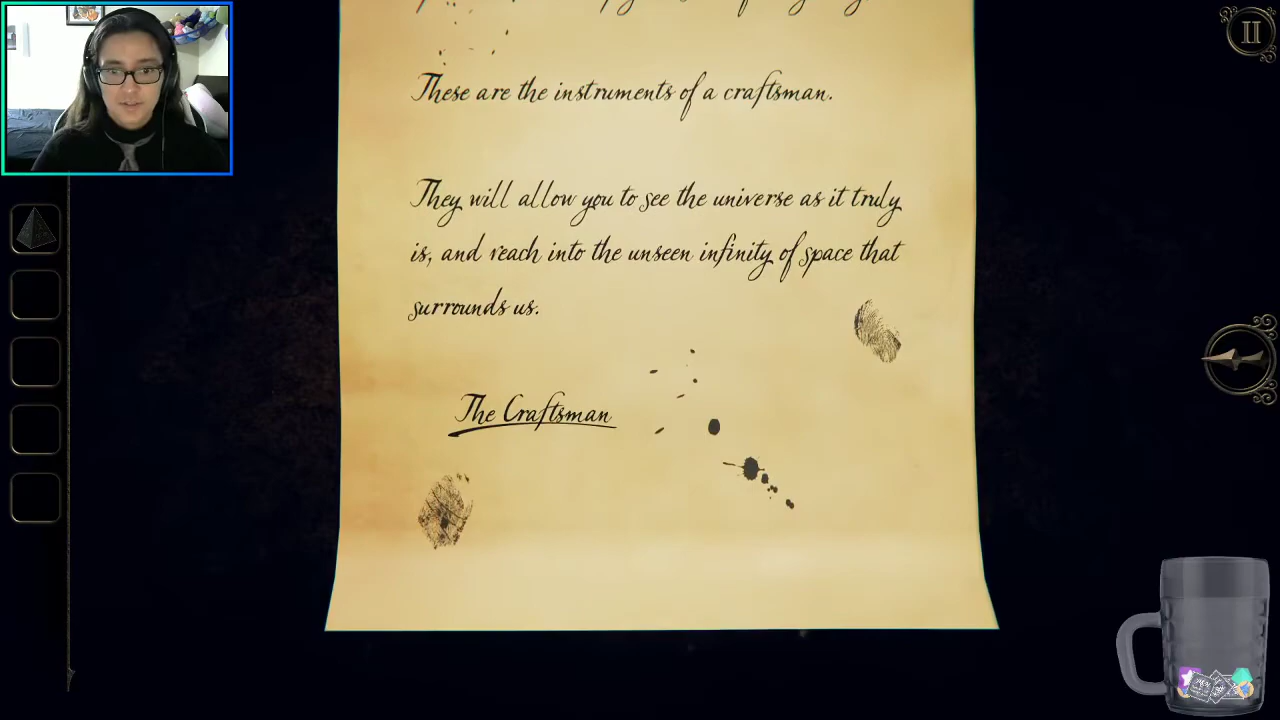 These are the instruments of a craftsman.
They will allow you to see the universe as it truly
is, and reach into the unseen infinity of space that
surrounds us.
The Craftsman